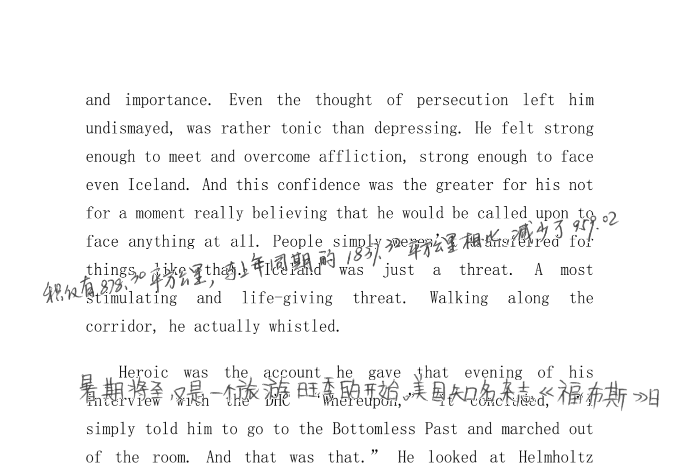 and importance. Even the thought of persecution left him
undismayed, was rather tonic than depressing. He felt strong
enough to meet and overcome affliction, strong enough to face
even Iceland. And this confidence was the greater for his not
for a moment really believing that he would be called upon to
face anything at all. People simply weren't transferred for
积仅有878.30平方公里,与上年同期的1837.32平方公里相比减少了959.02
things like that. Iceland was just a threat. A most
stimulating and life-giving threat. Walking along the
corridor, he actually whistled.
Heroic was the account he gave that evening of his
暑期将至,又是一个旅游旺季的开始。美国知名杂志《福布斯》日
interview with the DHC “Whereupon,” it concluded, “I
simply told him to go to the Bottomless Past and marched out
of the room. And that was that.” He looked at Helmholtz